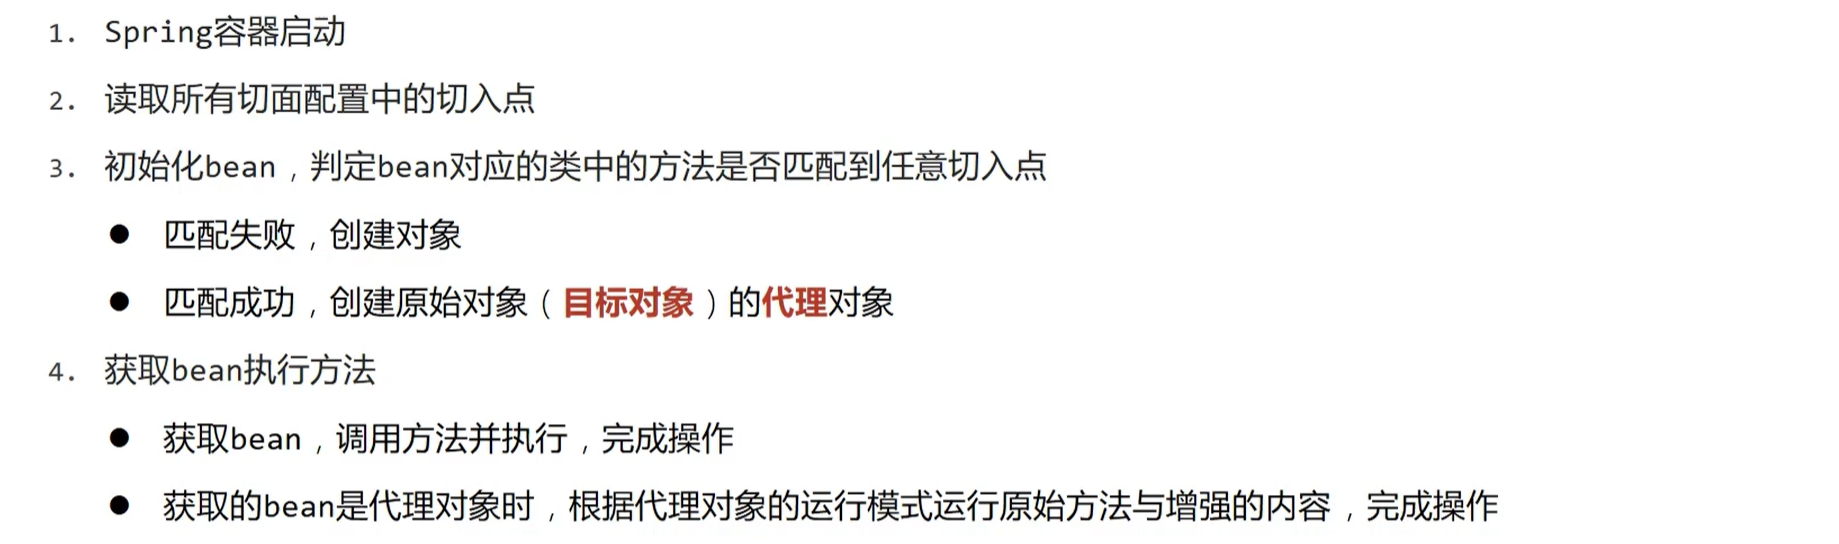 1. Spring容器启动
2. 读取所有切面配置中的切入点
3. 初始化bean，判定bean对应的类中的方法是否匹配到任意切入点
● 匹配失败，创建对象
● 匹配成功，创建原始对象（目标对象）的代理对象
4. 获取bean执行方法
● 获取bean，调用方法并执行，完成操作
● 获取的bean是代理对象时，根据代理对象的运行模式运行原始方法与增强的内容，完成操作